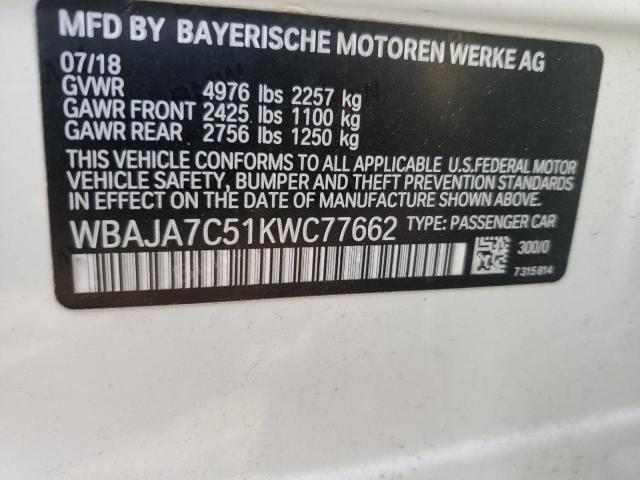 MFD BY BAYERISCHE MOTOREN WERKE AG
07/18
GVWR 4976 lbs 2257 kg
GAWR FRONT 2425 lbs 1100 kg
GAWR REAR 2756 lbs 1250 kg
THIS VEHICLE CONFORMS TO ALL APPLICABLE U.S.FEDERAL MOTOR
VEHICLE SAFETY, BUMPER AND THEFT PREVENTION STANDARDS
IN EFFECT ON THE DATE OF MANUFACTURE SHOWN ABOVE.
WBAJA7C51KWC77662 TYPE: PASSENGER CAR
300/0
7315814